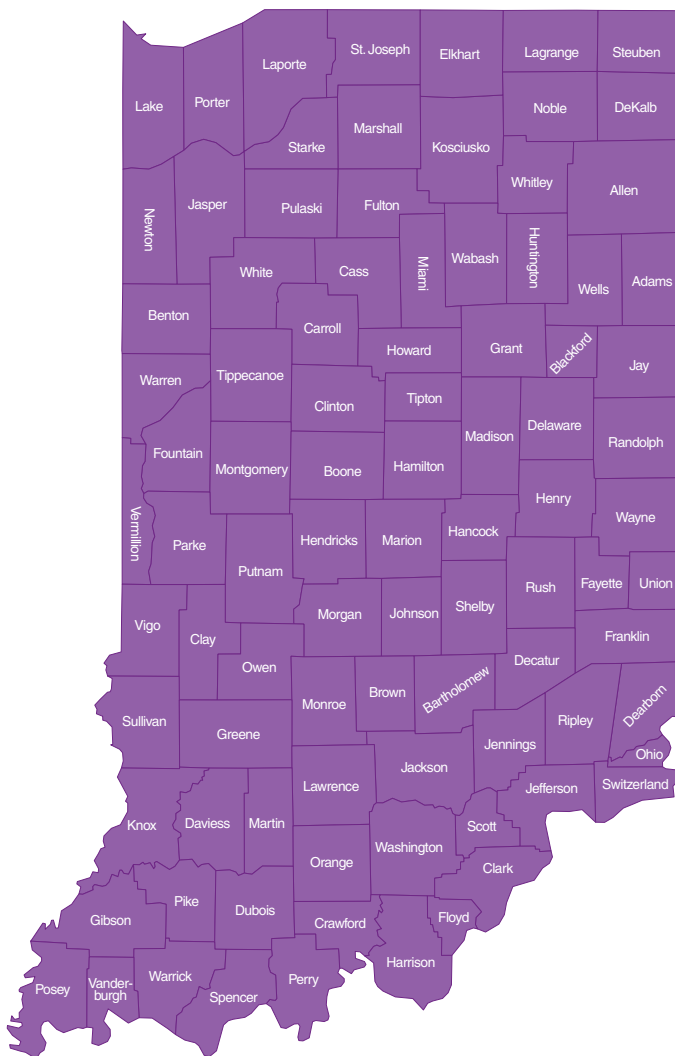 St. Joseph
Elkhart
Lagrange
Steuben
Laporte
Lake
Porter
Noble
DeKalb
Marshall
Starke
Kosciusko
Whitley
Allen
Newton
Jasper
Pulaski
Fulton
White
Cass
Miami
Wabash
Huntington
Wells
Adams
Benton
Carroll
Howard
Grant
Blackford
Jay
Warren
Tippecanoe
Clinton
Tipton
Madison
Delaware
Randolph
Fountain
Montgomery
Boone
Hamilton
Henry
Vermillion
Parke
Putnam
Hendricks
Marion
Hancock
Wayne
Rush
Fayette
Union
Vigo
Clay
Morgan
Johnson
Shelby
Franklin
Owen
Decatur
Sullivan
Greene
Monroe
Brown
Bartholomew
Jennings
Ripley
Dearborn
Ohio
Lawrence
Jackson
Jefferson
Switzerland
Knox
Daviess
Martin
Orange
Washington
Scott
Clark
Gibson
Pike
Dubois
Crawford
Floyd
Harrison
Posey
Vander-
burgh
Warrick
Spencer
Perry